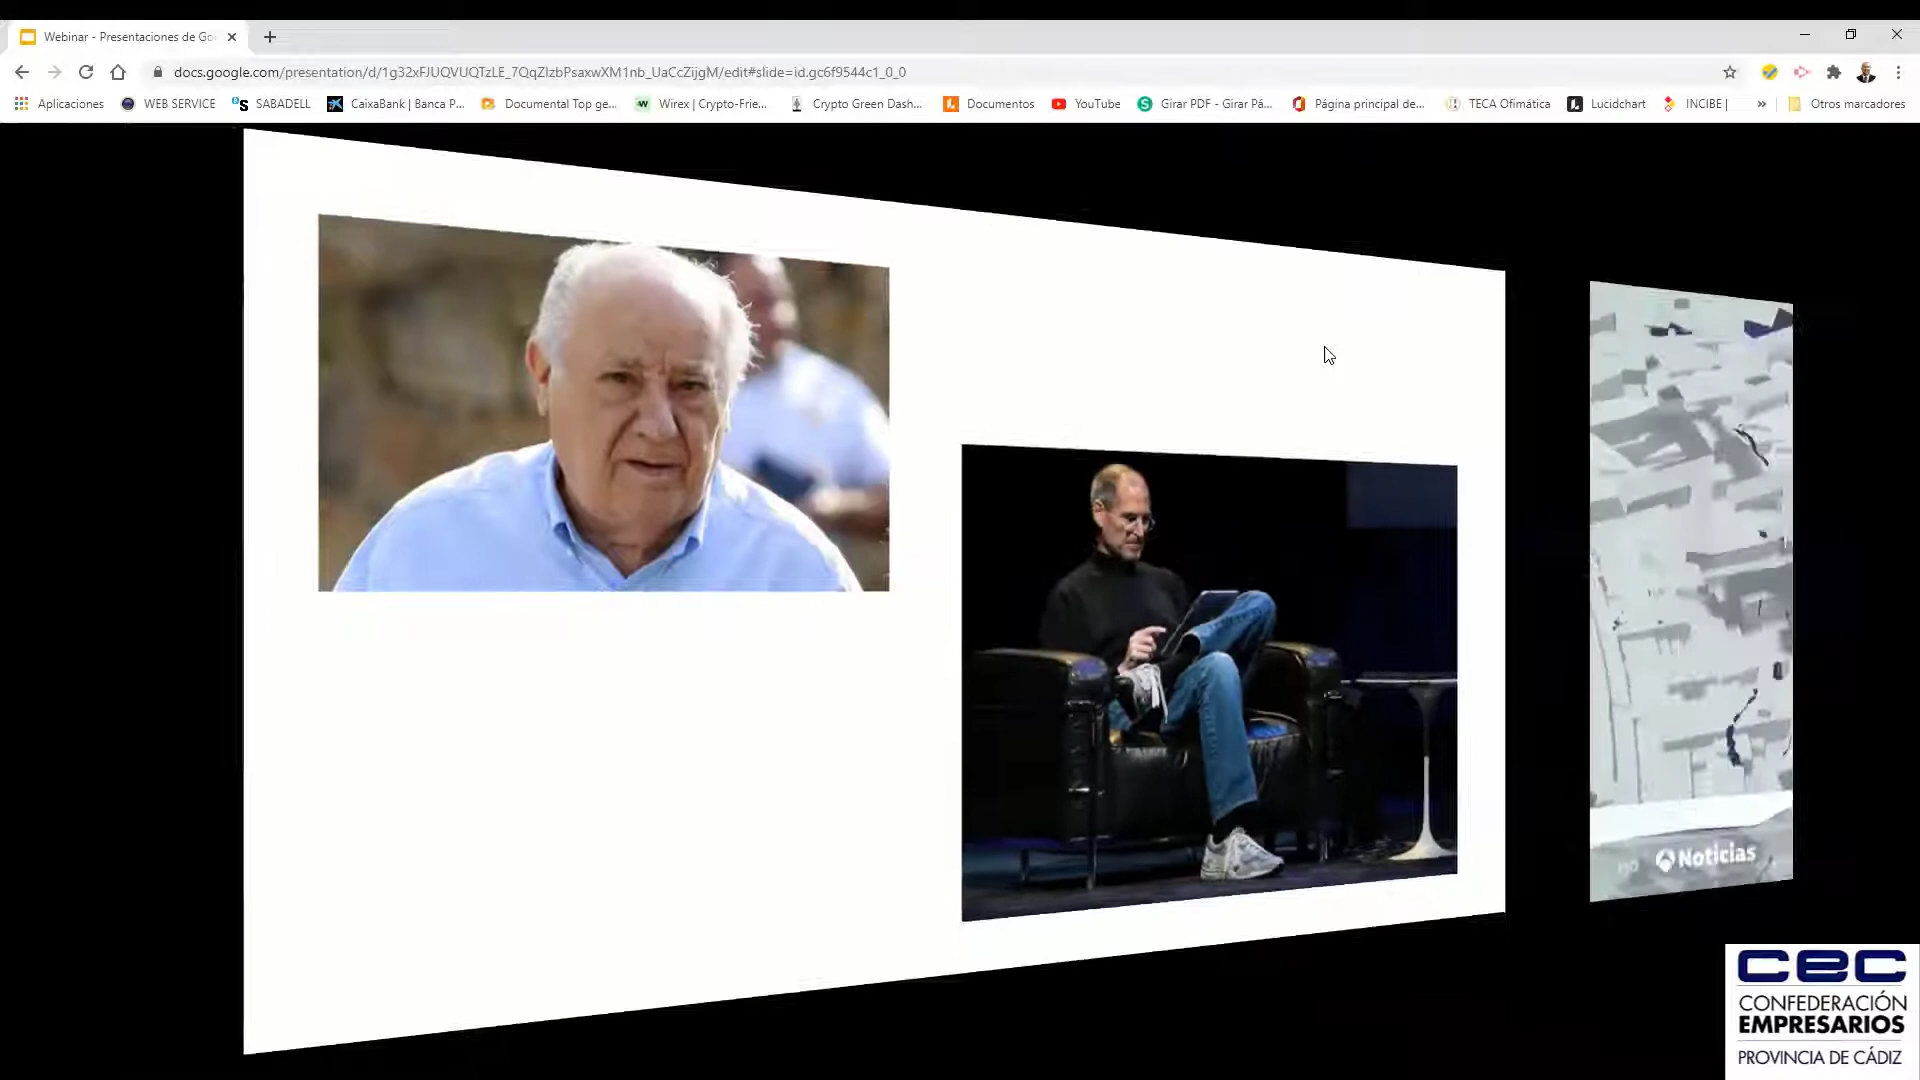 Webinar - Presentaciones de Go
docs.google.com/presentation/d/1g32xFJUQVUQTzLE_7QqZlzbPsaxwXM1nb_UaCcZijgM/edit#slide=id.gc6f9544c1_0_0
Aplicaciones WEB SERVICE SABADELL CaixaBank | Banca P... Documental Top ge... Wirex | Crypto-Frie... Crypto Green Dash... Documentos YouTube Girar PDF - Girar Pá... Página principal de... TECA Ofimática Lucidchart INCIBE | » Otros marcadores
no Noticias
cec
CONFEDERACIÓN
EMPRESARIOS
PROVINCIA DE CÁDIZ